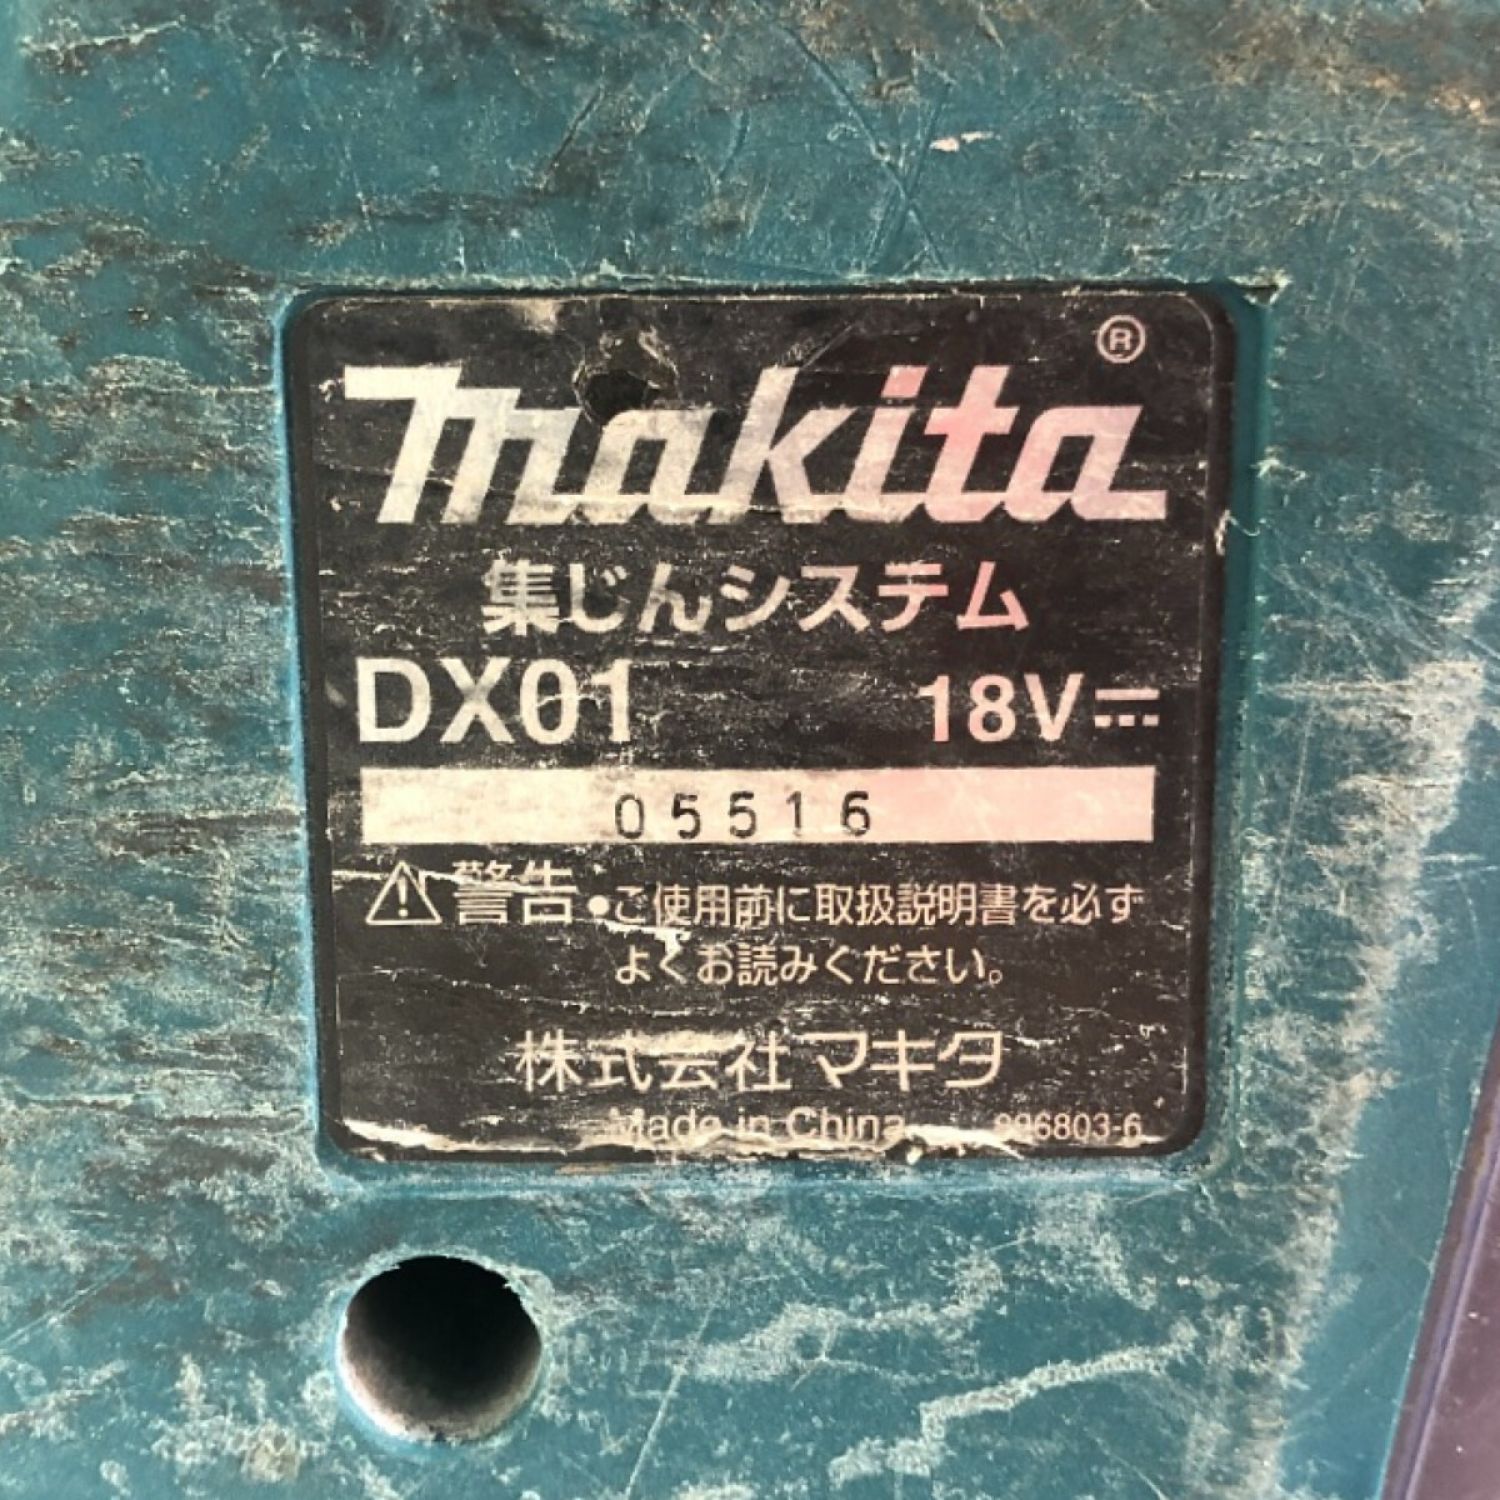 makita®
集じんシステム
DX01 18V⎓
05516
⚠警告・ご使用前に取扱説明書を必ず
よくお読みください。
株式会社マキタ
Made in China